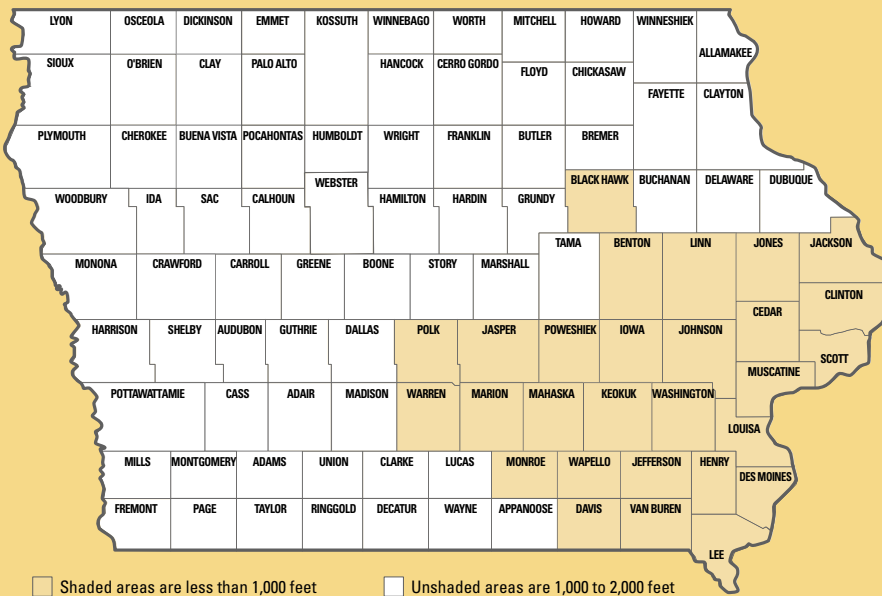 LYON OSCEOLA DICKINSON EMMET KOSSUTH WINNEBAGO WORTH MITCHELL HOWARD WINNESHIEK
ALLAMAKEE
SIOUX O'BRIEN CLAY PALO ALTO HANCOCK CERRO GORDO
FLOYD CHICKASAW
FAYETTE CLAYTON
PLYMOUTH CHEROKEE BUENA VISTA POCAHONTAS HUMBOLDT WRIGHT FRANKLIN BUTLER BREMER
BLACK HAWK BUCHANAN DELAWARE DUBUQUE
WEBSTER
WOODBURY IDA SAC CALHOUN HAMILTON HARDIN GRUNDY
TAMA BENTON LINN JONES JACKSON
MONONA CRAWFORD CARROLL GREENE BOONE STORY MARSHALL
CLINTON
CEDAR
HARRISON SHELBY AUDUBON GUTHRIE DALLAS POLK JASPER POWESHIEK IOWA JOHNSON
SCOTT
MUSCATINE
POTTAWATTAMIE CASS ADAIR MADISON WARREN MARION MAHASKA KEOKUK WASHINGTON
LOUISA
MILLS MONTGOMERY ADAMS UNION CLARKE LUCAS MONROE WAPELLO JEFFERSON HENRY
DES MOINES
FREMONT PAGE TAYLOR RINGGOLD DECATUR WAYNE APPANOOSE DAVIS VAN BUREN
LEE
Shaded areas are less than 1,000 feet Unshaded areas are 1,000 to 2,000 feet